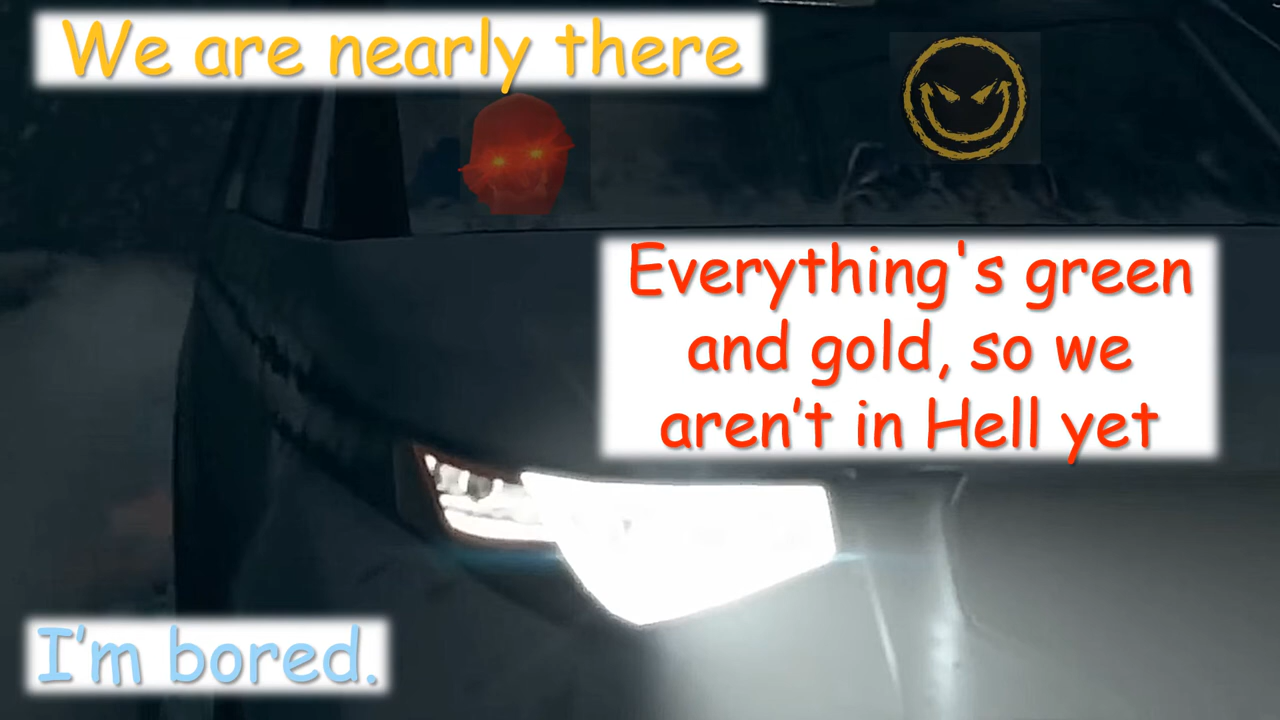 We are nearly there
Everything's green
and gold, so we
aren’t in Hell yet
I’m bored.